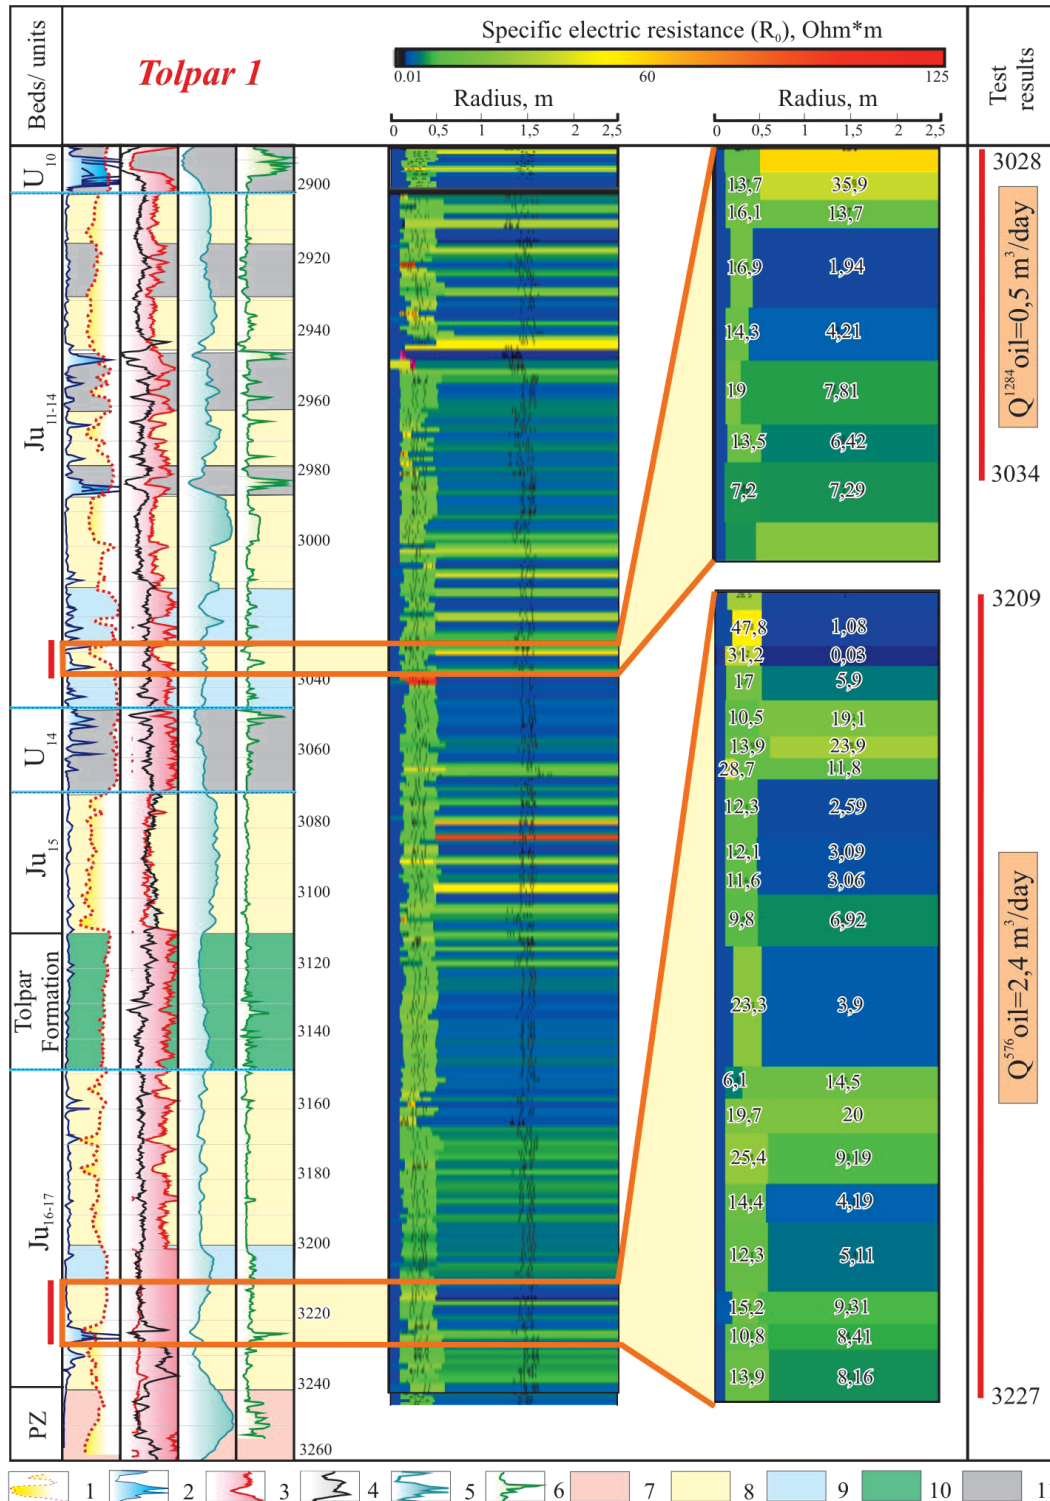 Beds/ units
Tolpar 1
Specific electric resistance (R₀), Ohm*m
0.01 60 125
Radius, m
0 0,5 1 1,5 2 2,5
Radius, m
0 0,5 1 1,5 2 2,5
Test results
U₁₀
Ju₁₁₋₁₄
U₁₄
Ju₁₅
Tolpar Formation
Ju₁₆₋₁₇
PZ
2900
2920
2940
2960
2980
3000
3040
3060
3080
3100
3120
3140
3160
3180
3200
3220
3240
3260
13,7 35,9
16,1 13,7
16,9 1,94
14,3 4,21
19 7,81
13,5 6,42
7,2 7,29
47,8 1,08
31,2 0,03
17 5,9
10,5 19,1
13,9 23,9
28,7 11,8
12,3 2,59
12,1 3,09
11,6 3,06
9,8 6,92
23,3 3,9
6,1 14,5
19,7 20
25,4 9,19
14,4 4,19
12,3 5,11
15,2 9,31
10,8 8,41
13,9 8,16
3028
Q¹²⁸⁴oil=0,5 m³/day
3034
3209
Q⁵⁷⁶oil=2,4 m³/day
3227
1 2 3 4 5 6 7 8 9 10 11